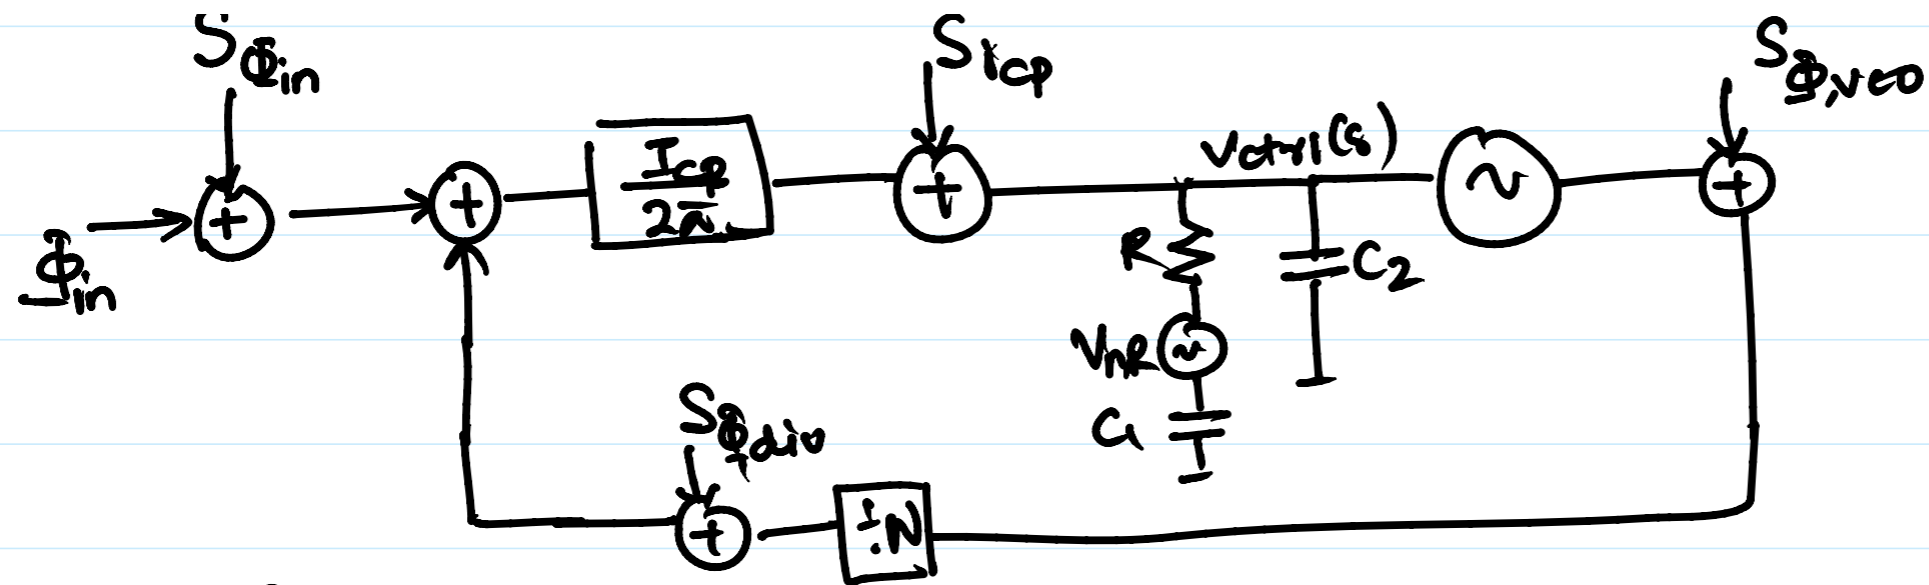 SΦin
SIcp
SΦ,vco
Φin
+
+
Icp
2π
+
Vctrl(s)
+
R
C2
VnR
C1
SΦdiv
+
÷N